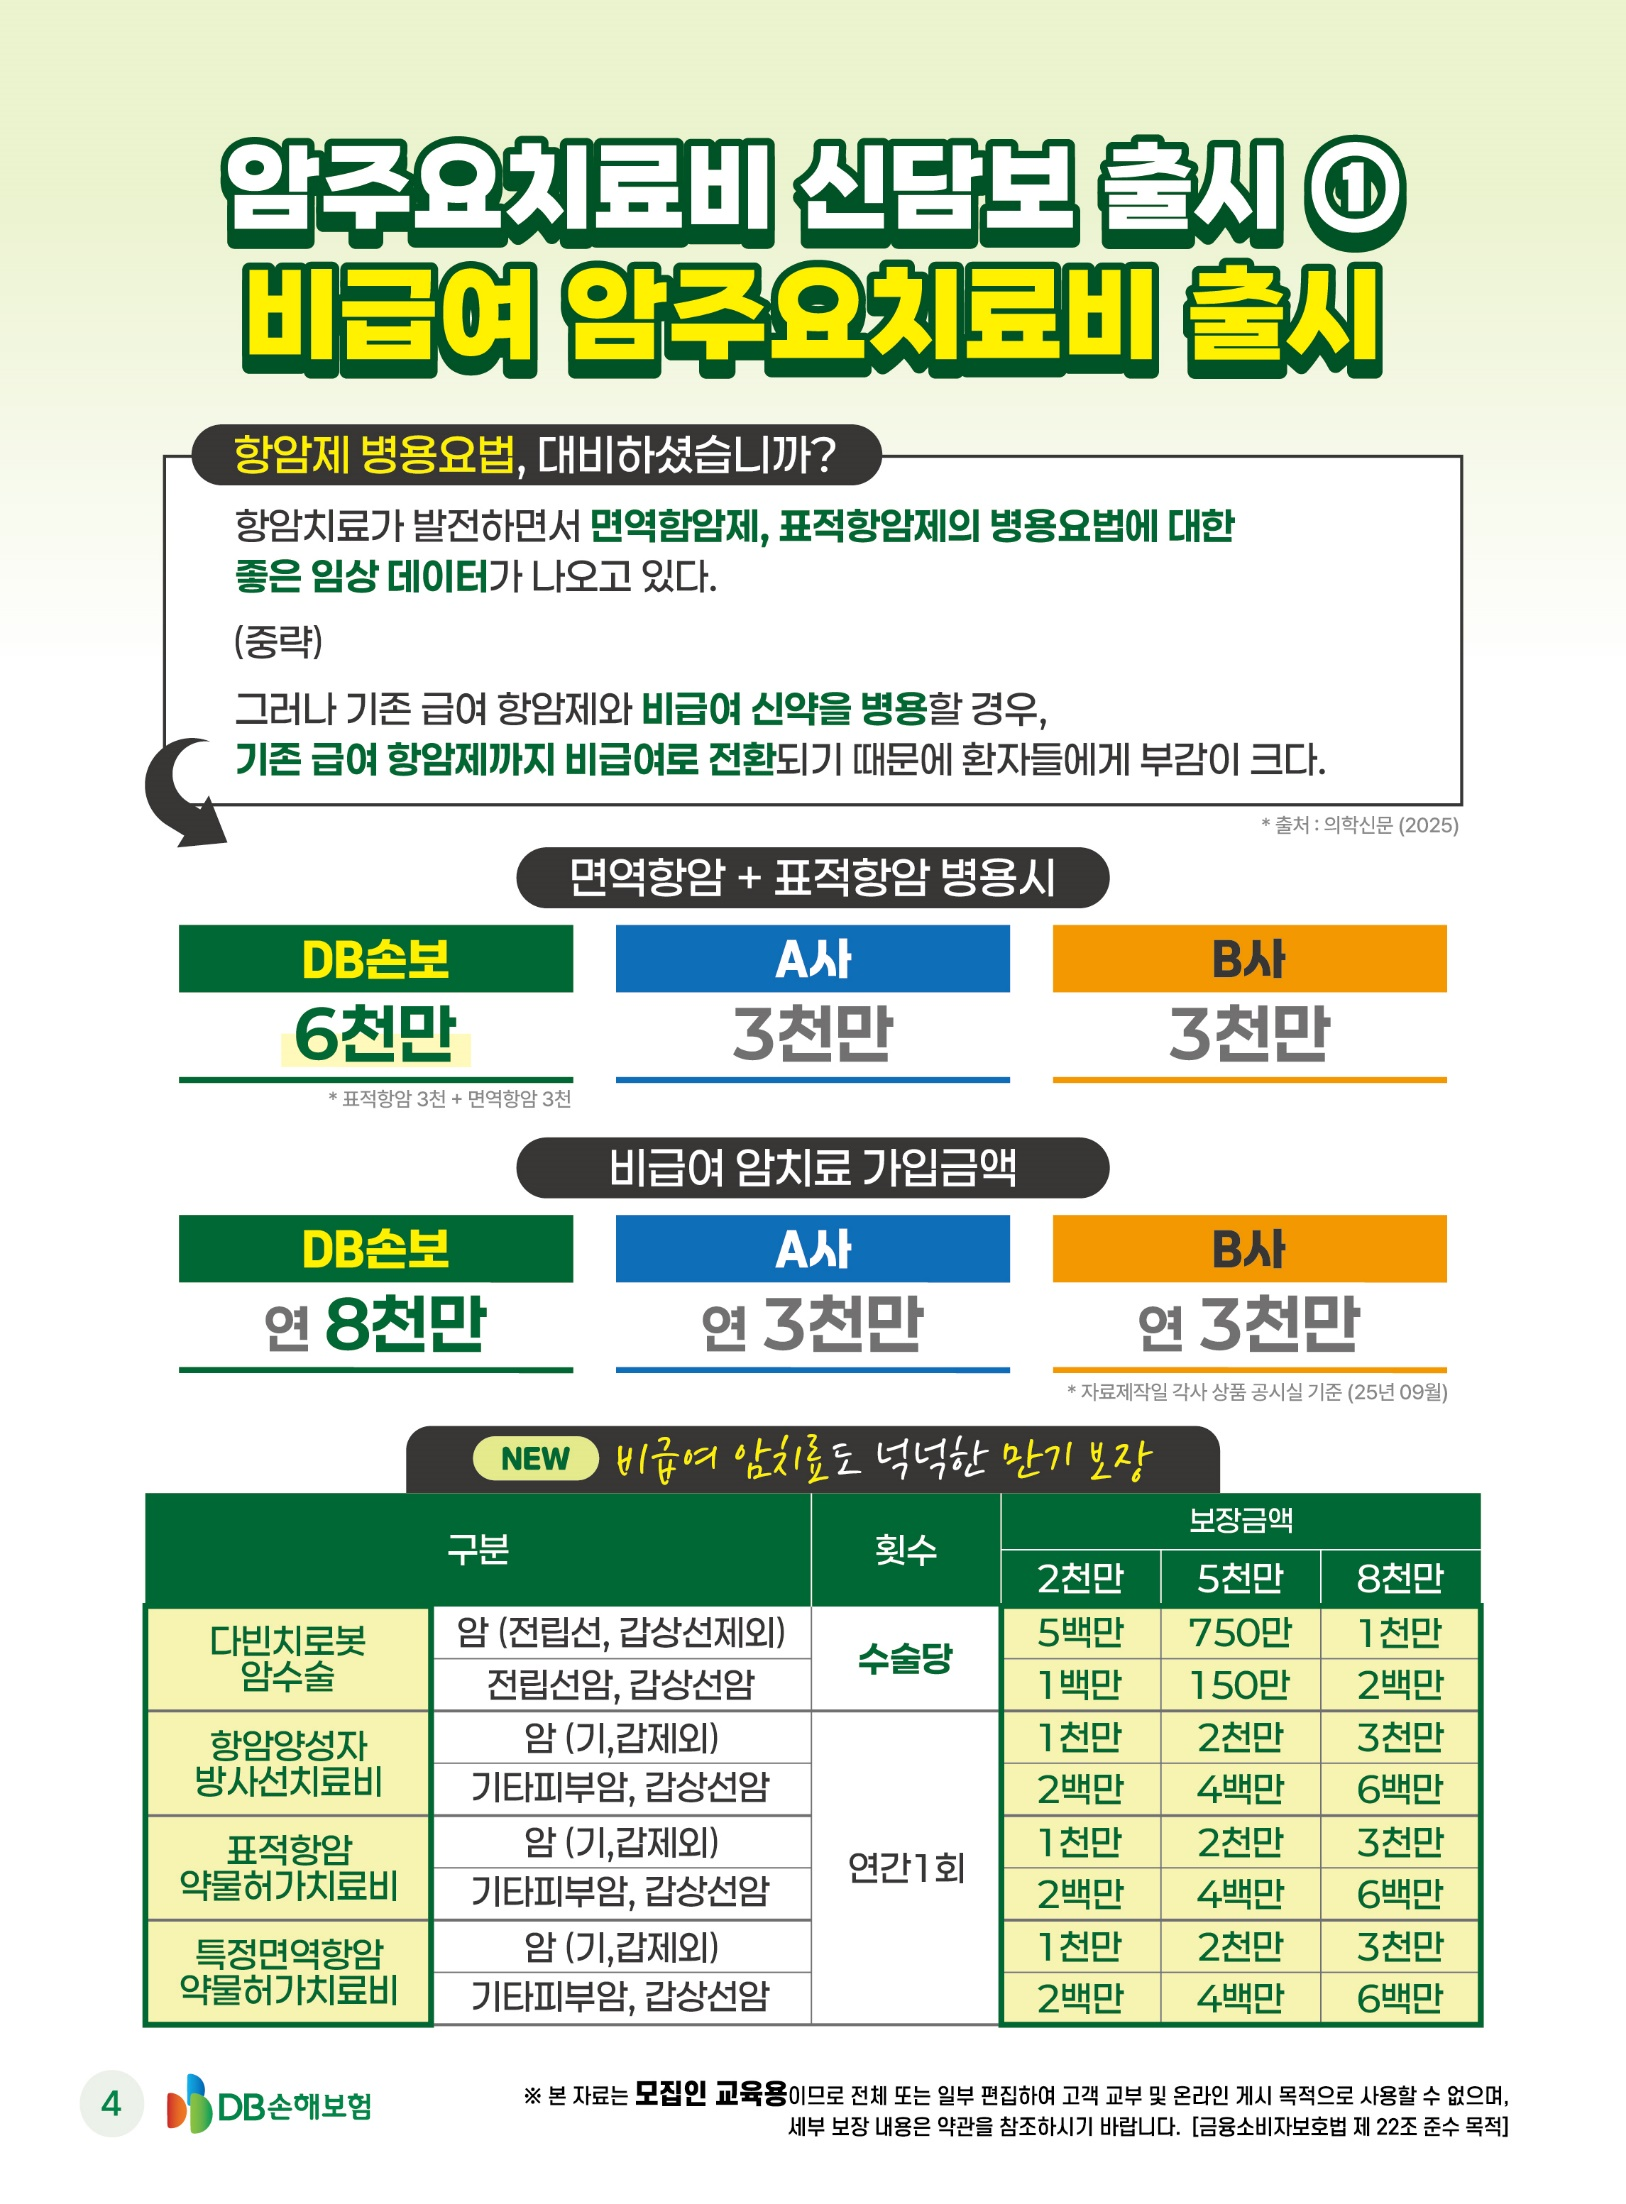 암주요치료비 신담보 출시 ①
비급여 암주요치료비 출시
항암제 병용요법, 대비하셨습니까?
항암치료가 발전하면서 면역함암제, 표적항암제의 병용요법에 대한
좋은 임상 데이터가 나오고 있다.
(중략)
그러나 기존 급여 항암제와 비급여 신약을 병용할 경우,
기존 급여 항암제까지 비급여로 전환되기 때문에 환자들에게 부감이 크다.
* 출처 : 의학신문 (2025)
면역항암 + 표적항암 병용시
DB손보 A사 B사
6천만 3천만 3천만
* 표적항암 3천 + 면역항암 3천
비급여 암치료 가입금액
DB손보 A사 B사
연 8천만 연 3천만 연 3천만
* 자료제작일 각사 상품 공시실 기준 (25년 09월)
NEW 비급여 암치료도 넉넉한 만기 보장
구분 횟수 보장금액
2천만 5천만 8천만
다빈치로봇
암수술
암 (전립선, 갑상선제외) 수술당 5백만 750만 1천만
전립선암, 갑상선암 1백만 150만 2백만
항암양성자
방사선치료비
암 (기,갑제외) 연간1회 1천만 2천만 3천만
기타피부암, 갑상선암 2백만 4백만 6백만
표적항암
약물허가치료비
암 (기,갑제외) 1천만 2천만 3천만
기타피부암, 갑상선암 2백만 4백만 6백만
특정면역항암
약물허가치료비
암 (기,갑제외) 1천만 2천만 3천만
기타피부암, 갑상선암 2백만 4백만 6백만
4 DB손해보험
※ 본 자료는 모집인 교육용이므로 전체 또는 일부 편집하여 고객 교부 및 온라인 게시 목적으로 사용할 수 없으며,
세부 보장 내용은 약관을 참조하시기 바랍니다. [금융소비자보호법 제 22조 준수 목적]